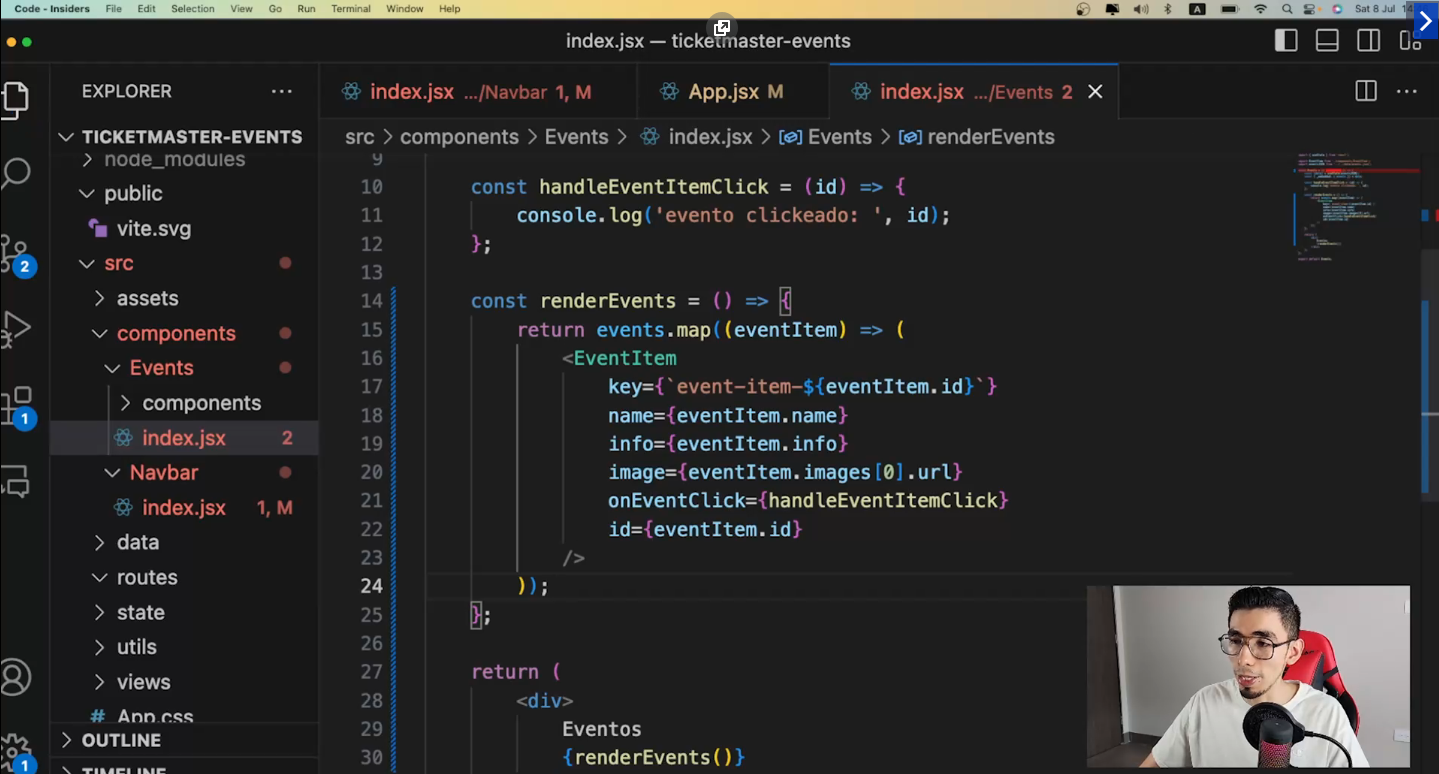 Code - Insiders File Edit Selection View Go Run Terminal Window Help Sat 8 Jul
index.jsx — ticketmaster-events
EXPLORER
index.jsx .../Navbar 1, M App.jsx M index.jsx .../Events 2
TICKETMASTER-EVENTS
src > components > Events > index.jsx > Events > renderEvents
node_modules
public
vite.svg
src
assets
components
Events
components
index.jsx 2
Navbar
index.jsx 1, M
data
routes
state
utils
views
App.css
OUTLINE
TIMELINE
2
1
1
9
10 const handleEventItemClick = (id) => {
11 console.log('evento clickeado: ', id);
12 };
13
14 const renderEvents = () => {
15 return events.map((eventItem) => (
16 <EventItem
17 key={`event-item-${eventItem.id}`}
18 name={eventItem.name}
19 info={eventItem.info}
20 image={eventItem.images[0].url}
21 onEventClick={handleEventItemClick}
22 id={eventItem.id}
23 />
24 ));
25 };
26
27 return (
28 <div>
29 Eventos
30 {renderEvents()}